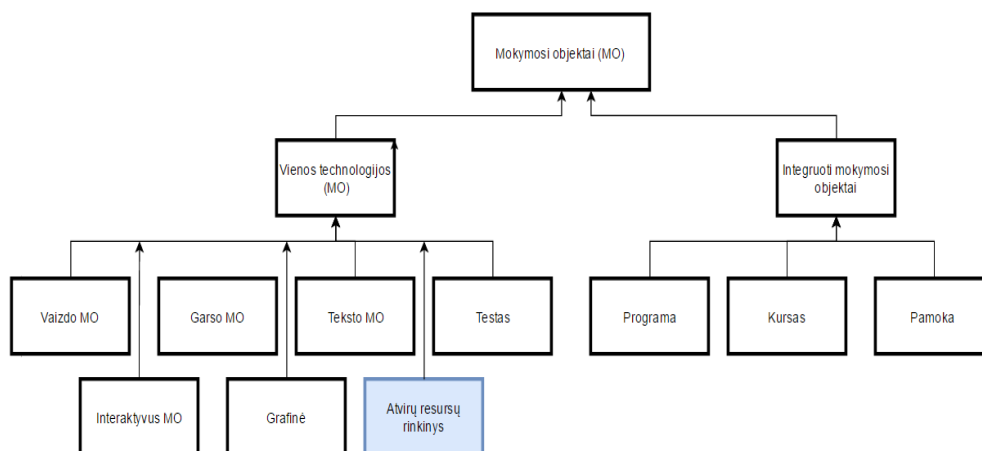 Mokymosi objektai (MO)
Vienos technologijos
(MO)
Integruoti mokymosi
objektai
Vaizdo MO
Garso MO
Teksto MO
Testas
Programa
Kursas
Pamoka
Interaktyvus MO
Grafinė
Atvirų resursų
rinkinys